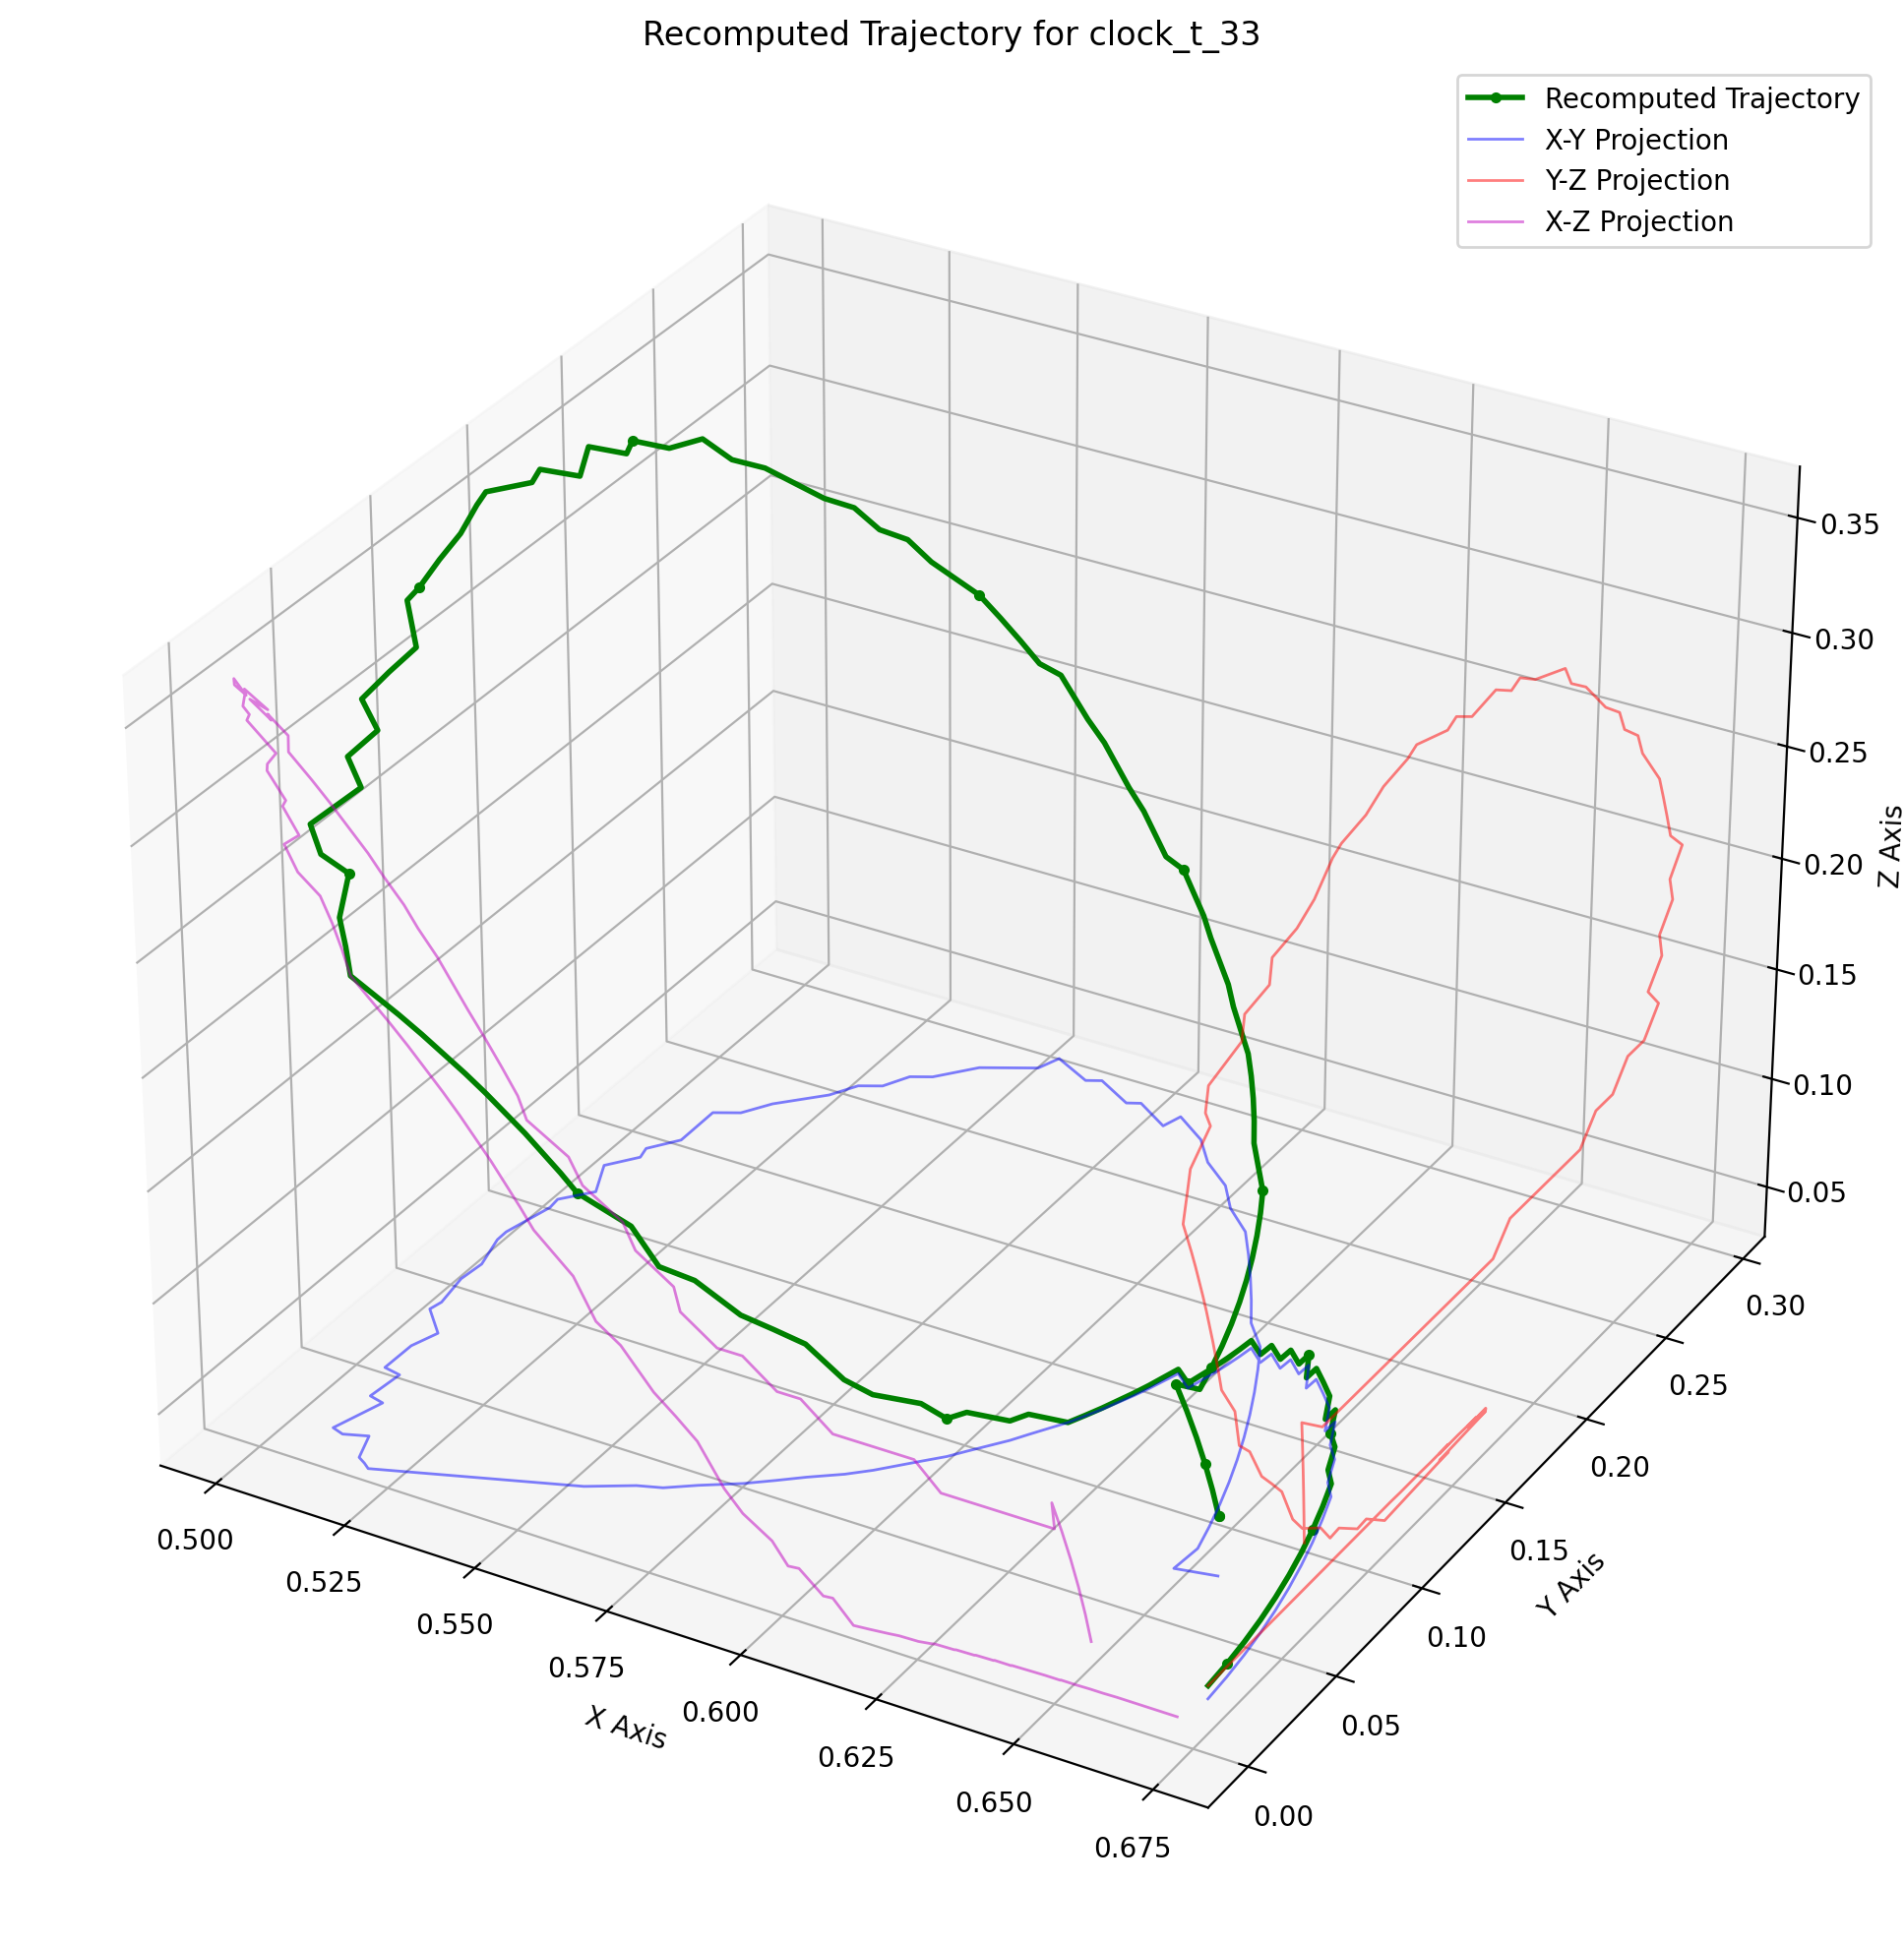 Recomputed Trajectory for clock_t_33
Recomputed Trajectory
X-Y Projection
Y-Z Projection
X-Z Projection
0.35
0.30
0.25
0.20
0.15
0.10
0.05
Z Axis
0.30
0.25
0.20
0.15
0.10
0.05
0.00
Y Axis
0.500
0.525
0.550
0.575
0.600
0.625
0.650
0.675
X Axis